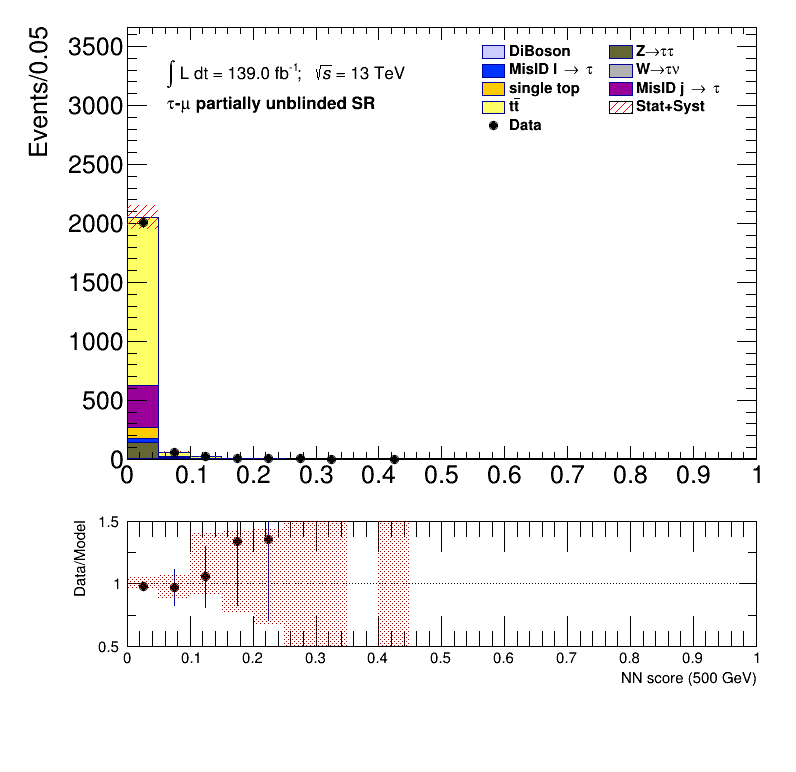 Events/0.05
3500
3000
2500
2000
1500
1000
500
0
∫ L dt = 139.0 fb⁻¹; √s = 13 TeV
τ-μ partially unblinded SR
DiBoson
Z→ττ
MisID l → τ
W→τν
single top
MisID j → τ
tt̄
Stat+Syst
Data
0 0.1 0.2 0.3 0.4 0.5 0.6 0.7 0.8 0.9 1
Data/Model
1.5
1
0.5
0 0.1 0.2 0.3 0.4 0.5 0.6 0.7 0.8 0.9 1
NN score (500 GeV)